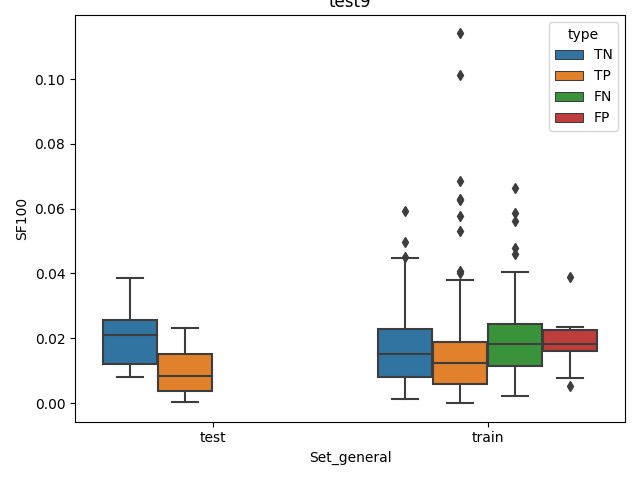 test9
type
TN
TP
FN
FP
0.10
0.08
0.06
0.04
0.02
0.00
SF100
test
train
Set_general